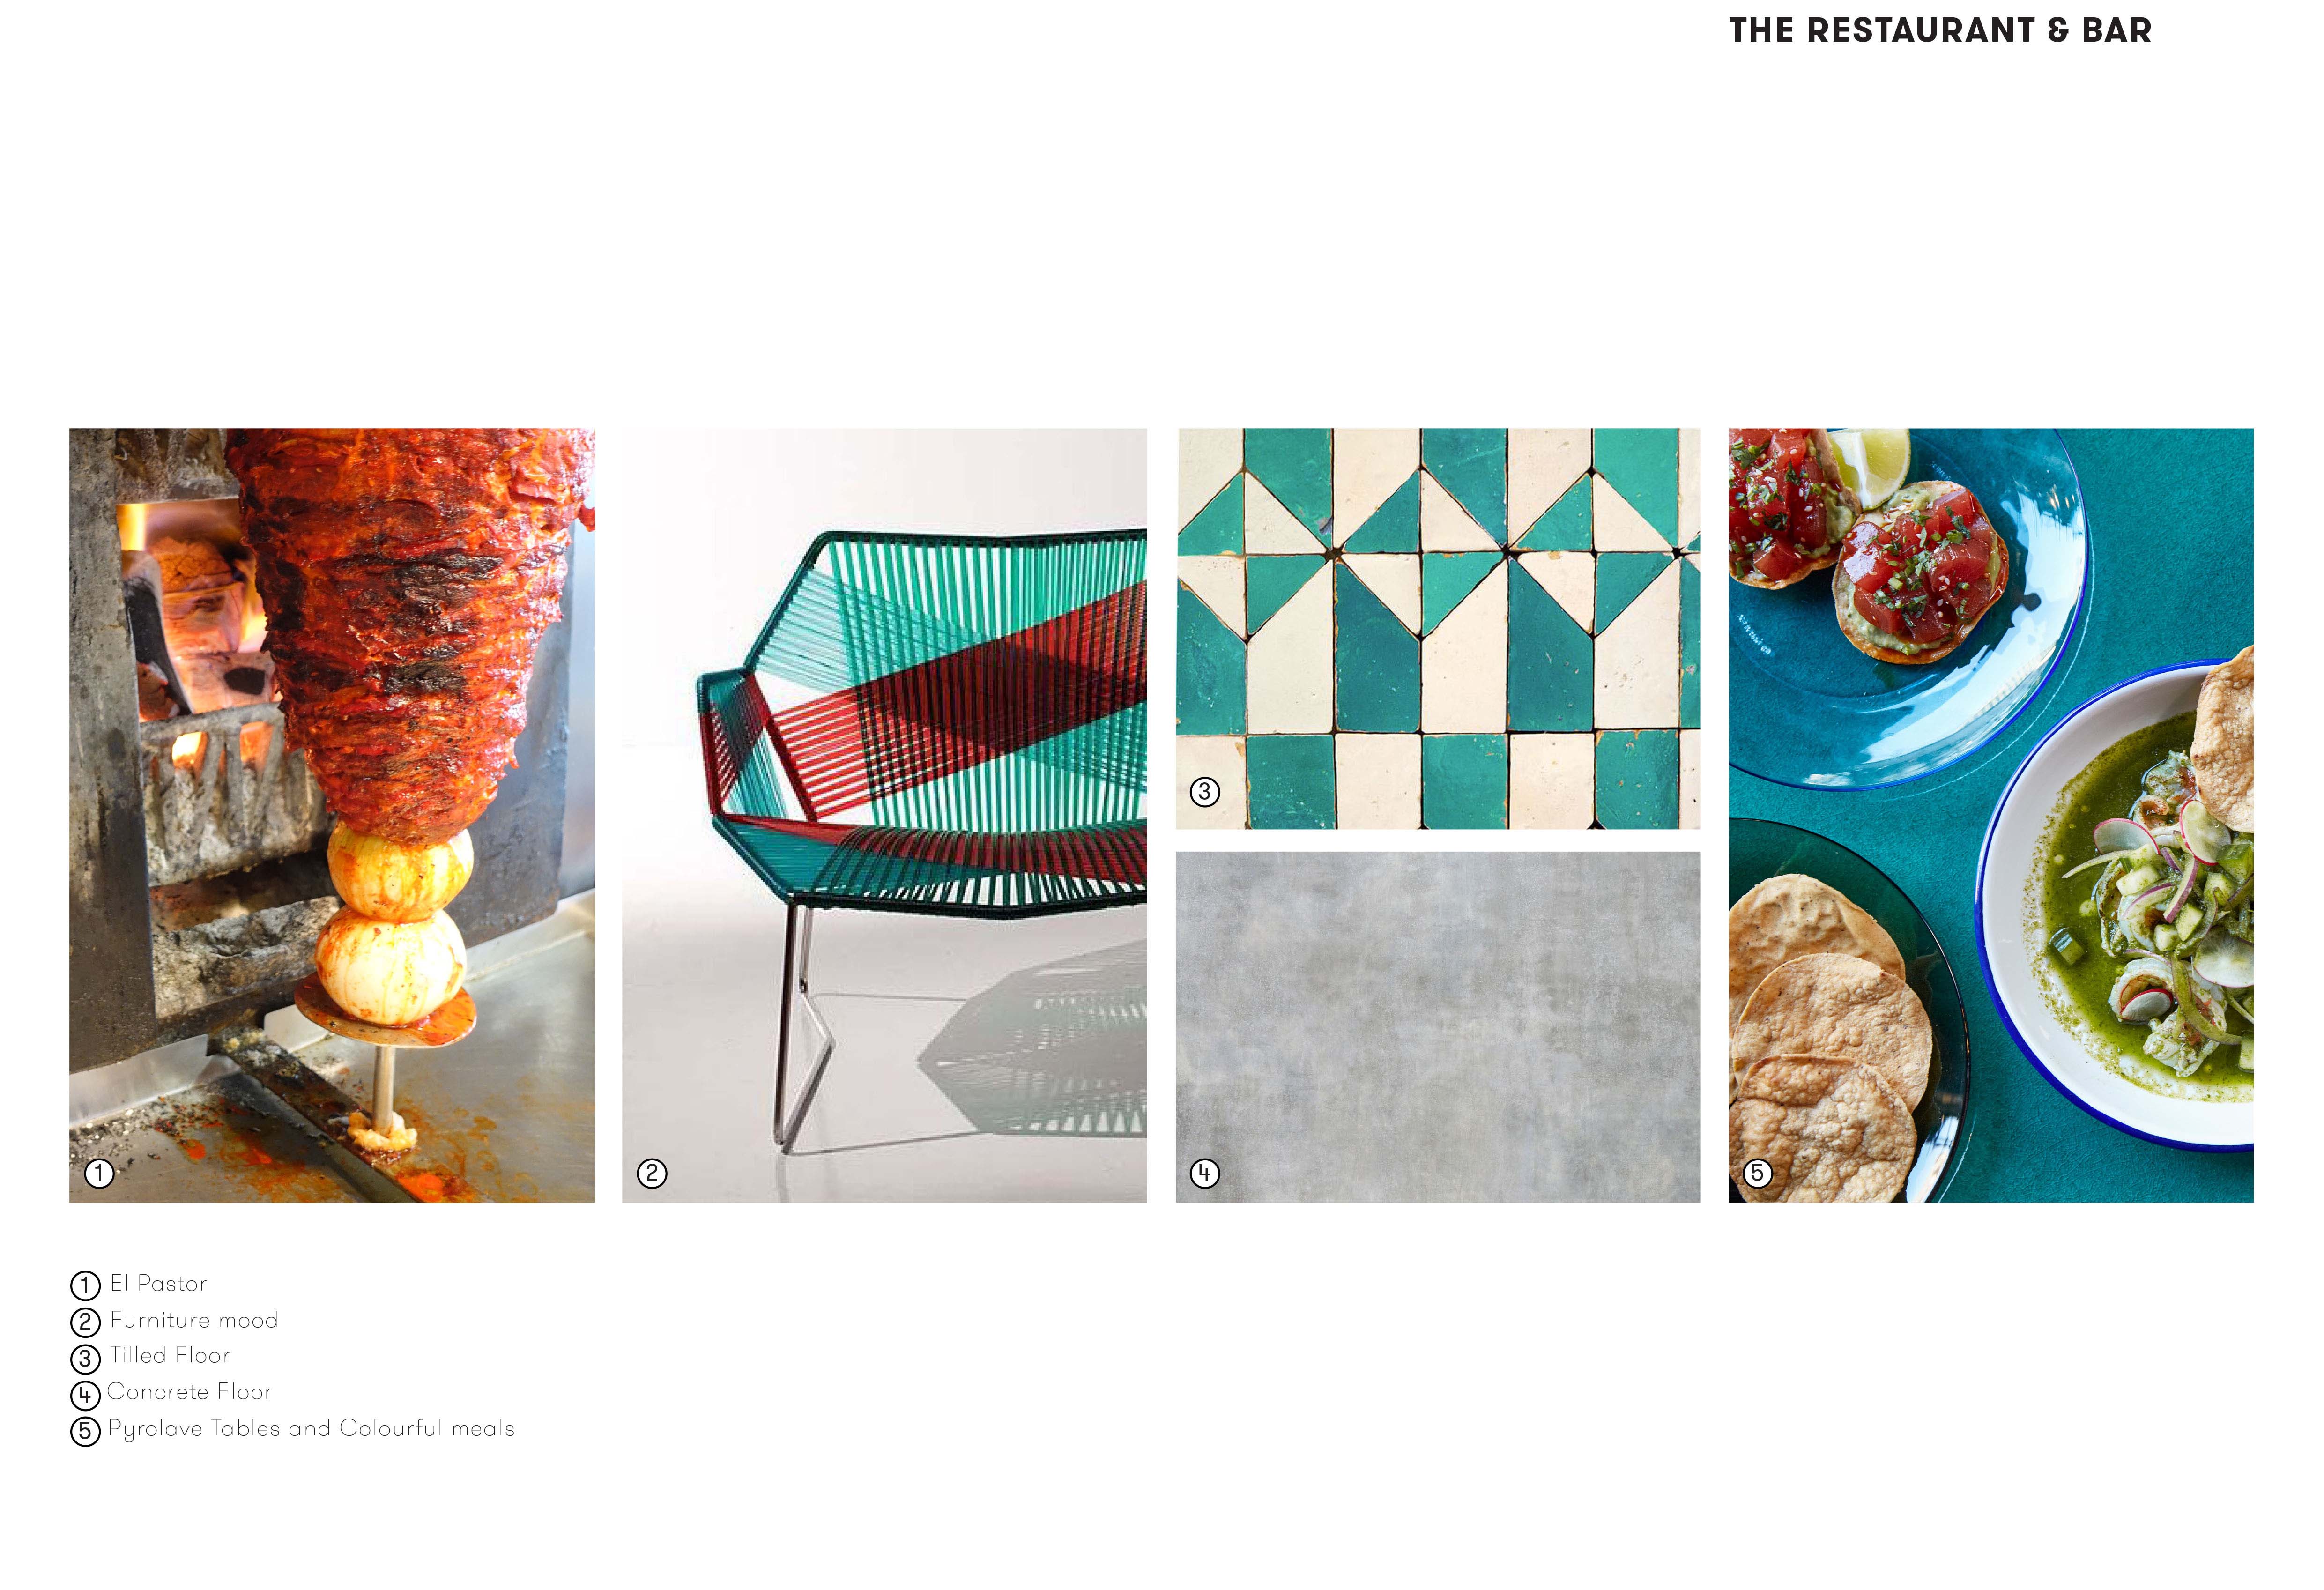 THE RESTAURANT & BAR
1
2
3
4
5
1 El Pastor
2 Furniture mood
3 Tilled Floor
4 Concrete Floor
5 Pyrolave Tables and Colourful meals